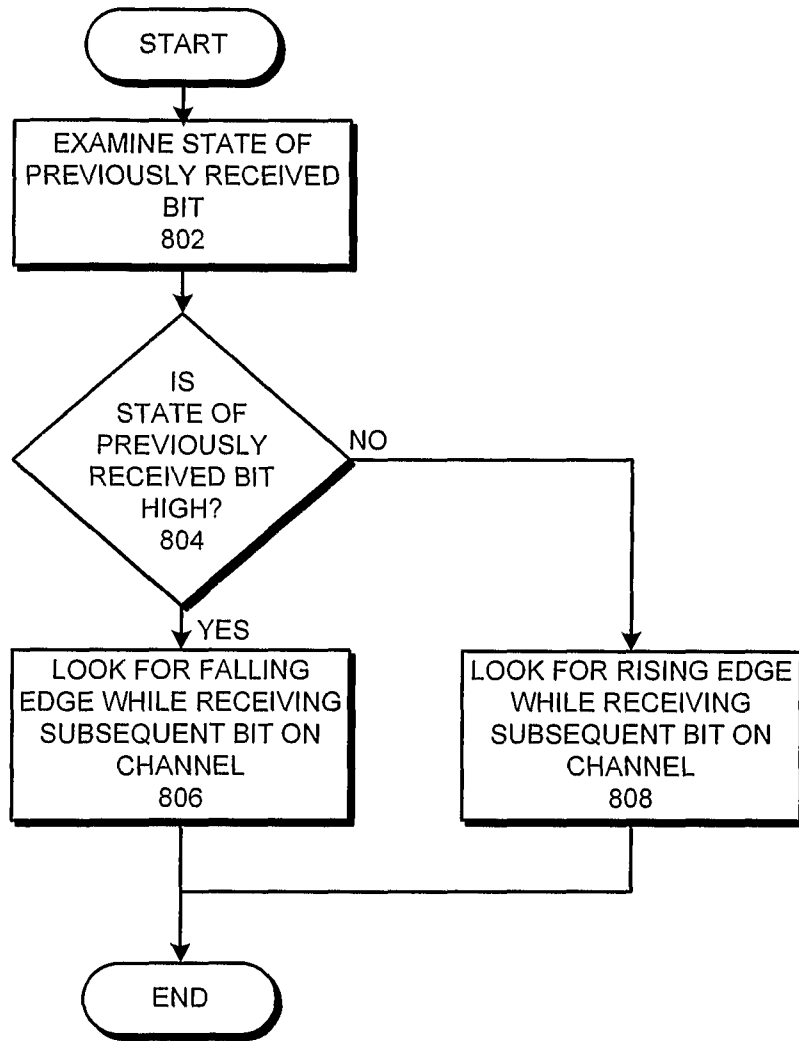 START
EXAMINE STATE OF
PREVIOUSLY RECEIVED
BIT
802
IS
STATE OF
PREVIOUSLY
RECEIVED BIT
HIGH?
804
NO
YES
LOOK FOR FALLING
EDGE WHILE RECEIVING
SUBSEQUENT BIT ON
CHANNEL
806
LOOK FOR RISING EDGE
WHILE RECEIVING
SUBSEQUENT BIT ON
CHANNEL
808
END